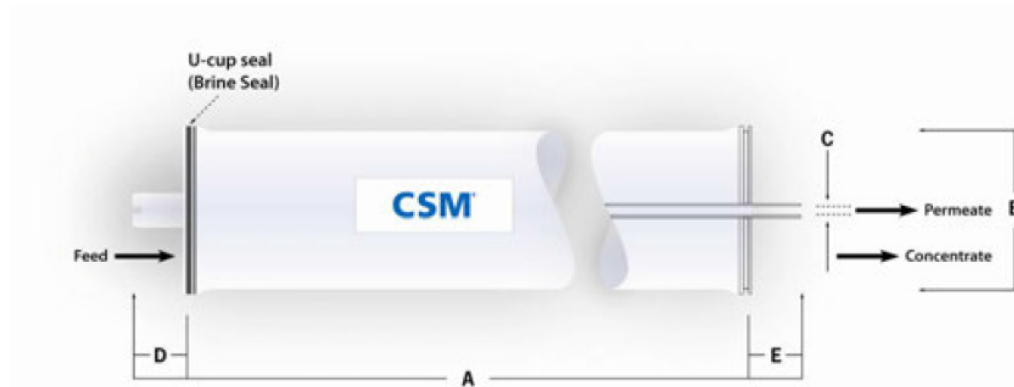 U-cup seal
(Brine Seal)
CSM
C
Permeate
B
Feed
Concentrate
D
E
A